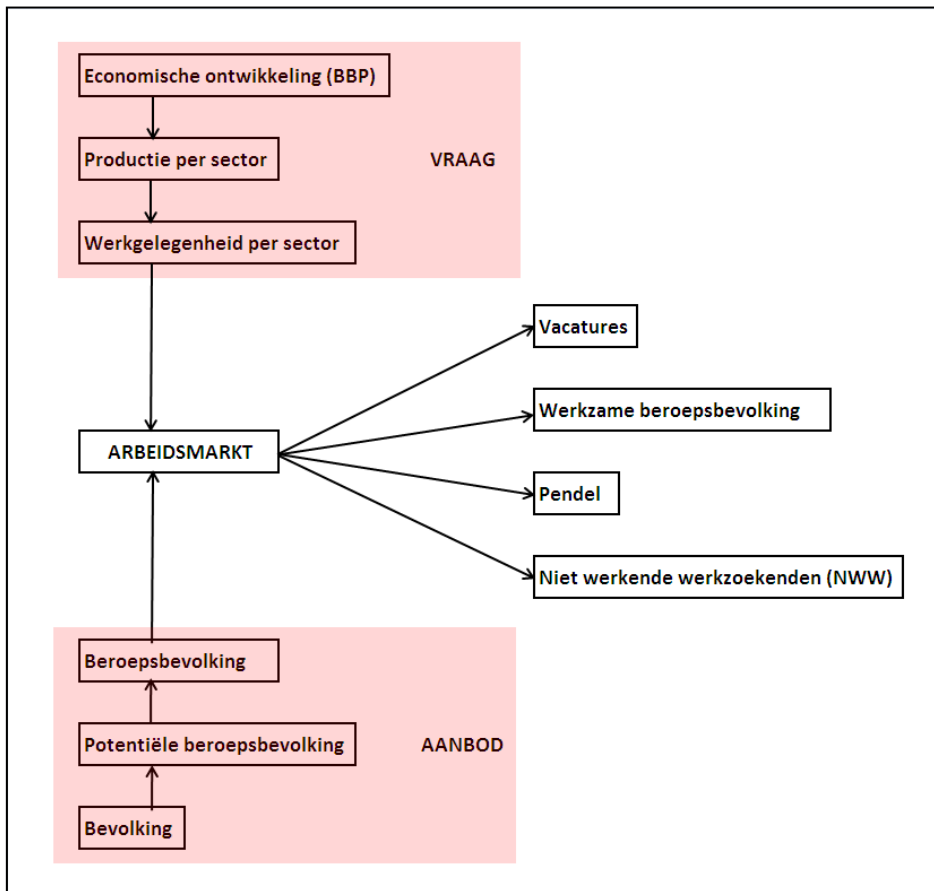 Economische ontwikkeling (BBP)
Productie per sector
VRAAG
Werkgelegenheid per sector
Vacatures
Werkzame beroepsbevolking
ARBEIDSMARKT
Pendel
Niet werkende werkzoekenden (NWW)
Beroepsbevolking
Potentiële beroepsbevolking
AANBOD
Bevolking